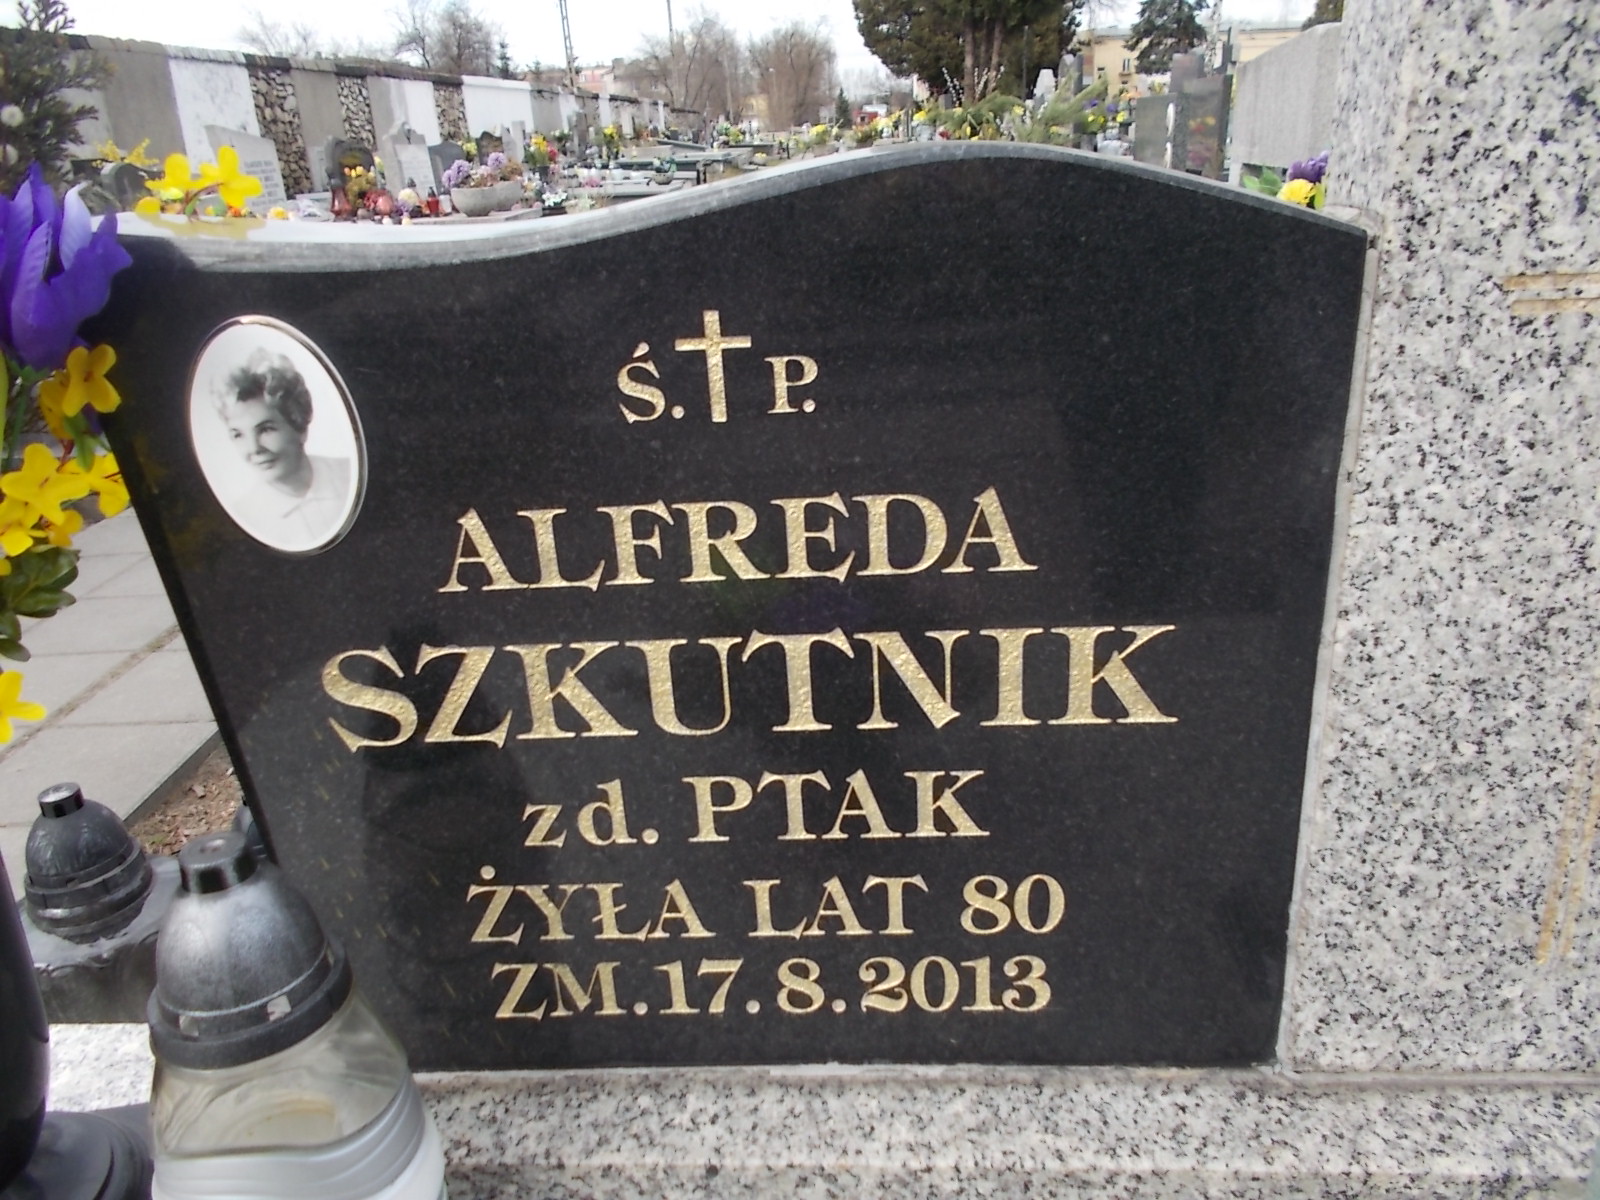 Ś. P.
ALFREDA
SZKUTNIK
zd. PTAK
ŻYŁA LAT 80
ZM. 17. 8. 2013